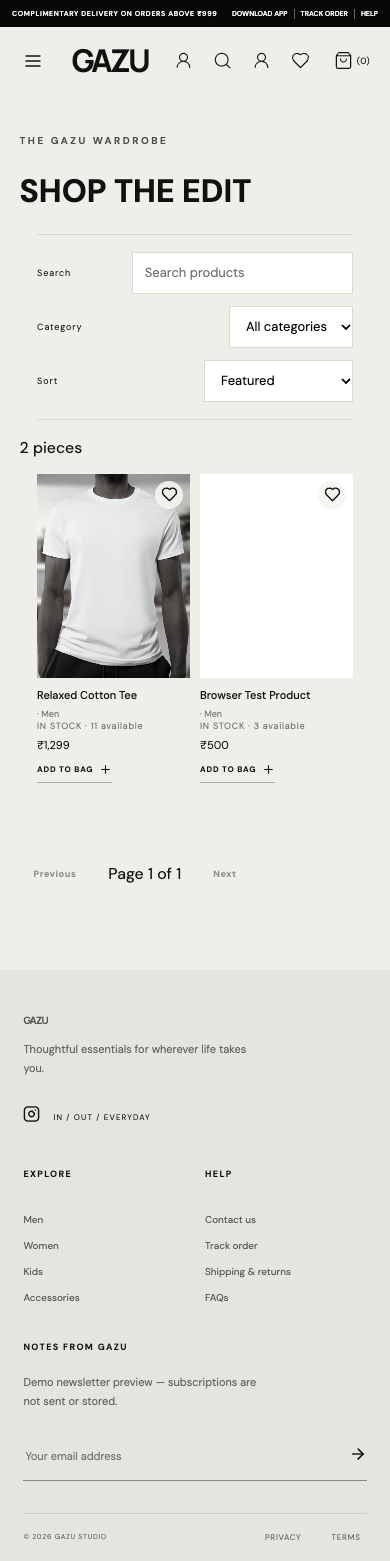 COMPLIMENTARY DELIVERY ON ORDERS ABOVE ₹999 DOWNLOAD APP TRACK ORDER HELP
GAZU (0)
THE GAZU WARDROBE
SHOP THE EDIT
Search Search products
Category All categories
Sort Featured
2 pieces
Relaxed Cotton Tee Browser Test Product
· Men · Men
IN STOCK · 11 available IN STOCK · 3 available
₹1,299 ₹500
ADD TO BAG ADD TO BAG
Previous Page 1 of 1 Next
GAZU
Thoughtful essentials for wherever life takes
you.
IN / OUT / EVERYDAY
EXPLORE HELP
Men Contact us
Women Track order
Kids Shipping & returns
Accessories FAQs
NOTES FROM GAZU
Demo newsletter preview — subscriptions are
not sent or stored.
Your email address
© 2026 GAZU STUDIO PRIVACY TERMS